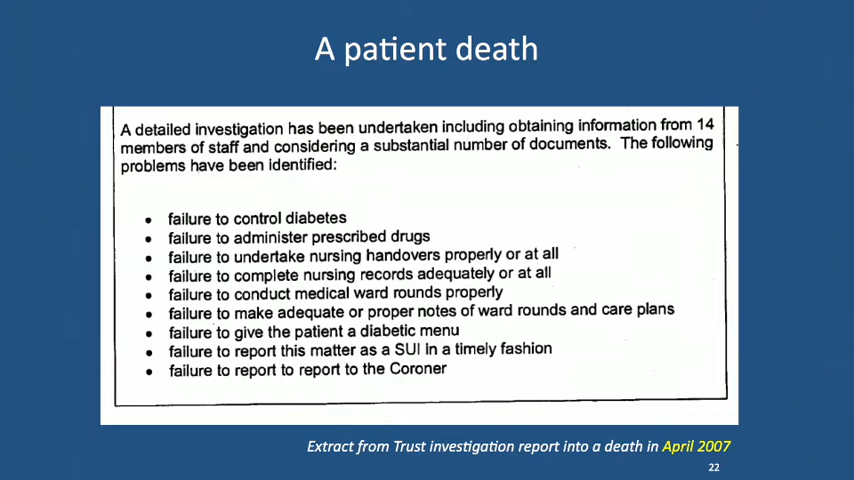 A patient death
A detailed investigation has been undertaken including obtaining information from 14
members of staff and considering a substantial number of documents. The following
problems have been identified:
• failure to control diabetes
• failure to administer prescribed drugs
• failure to undertake nursing handovers properly or at all
• failure to complete nursing records adequately or at all
• failure to conduct medical ward rounds properly
• failure to make adequate or proper notes of ward rounds and care plans
• failure to give the patient a diabetic menu
• failure to report this matter as a SUI in a timely fashion
• failure to report to report to the Coroner
Extract from Trust investigation report into a death in April 2007
22